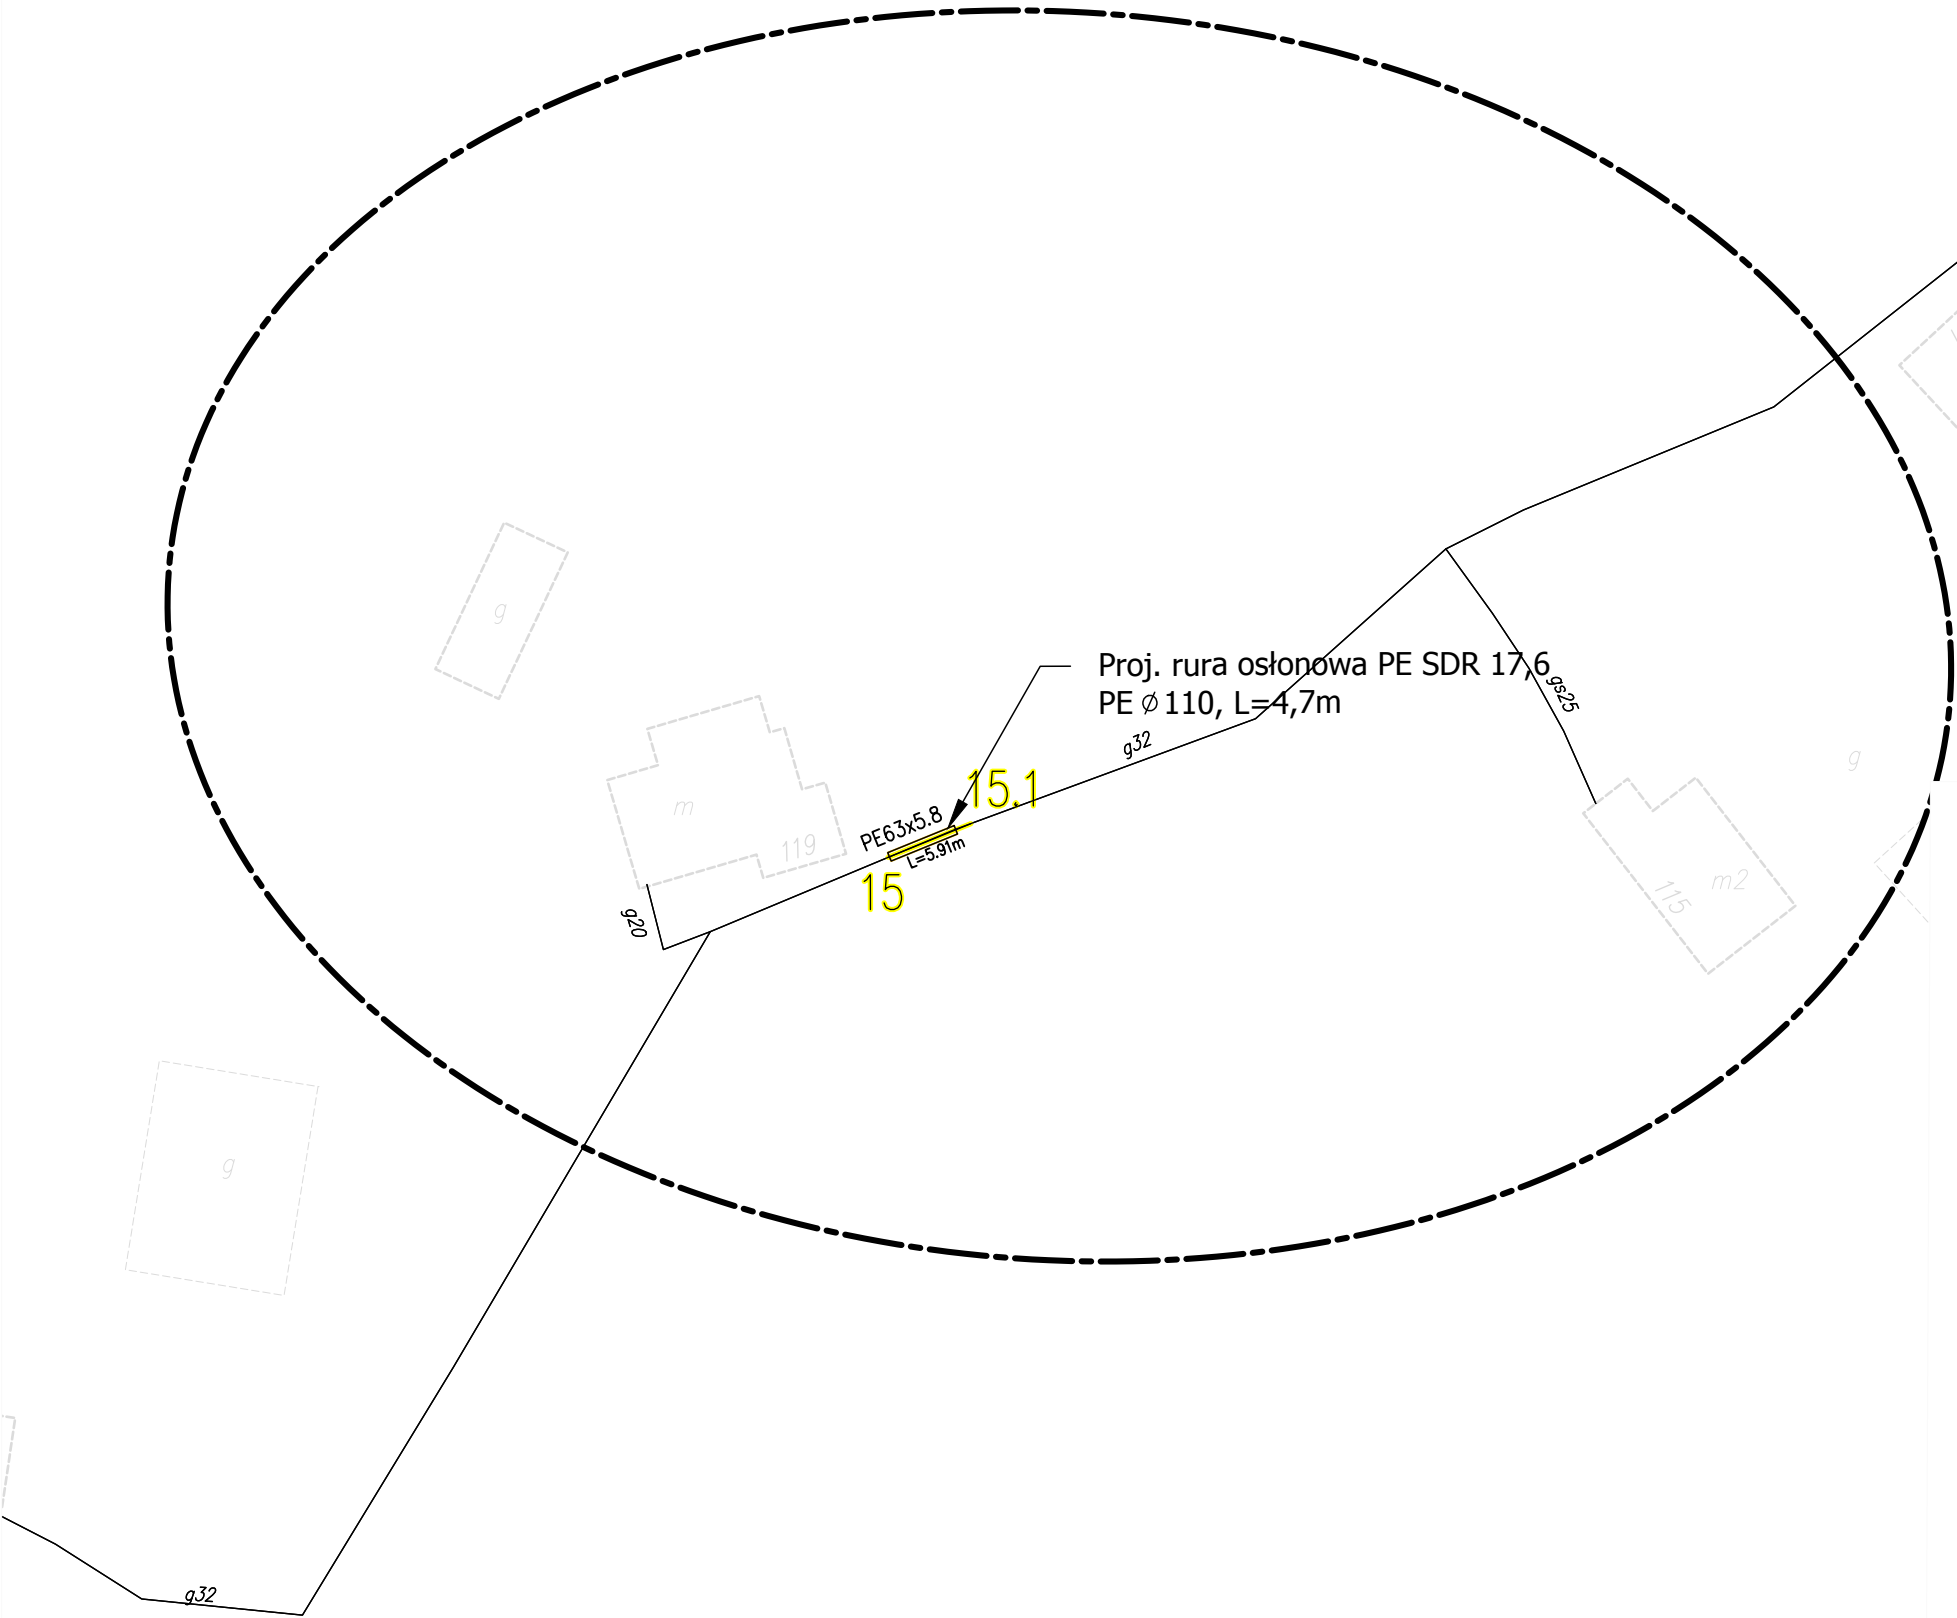 g
Proj. rura osłonowa PE SDR 17,6
PE ⌀110, L=4,7m
gs25
g32
g
15.1
m
PE63x5.8
119
L=5.91m
15
m2
115
g20
g
g32